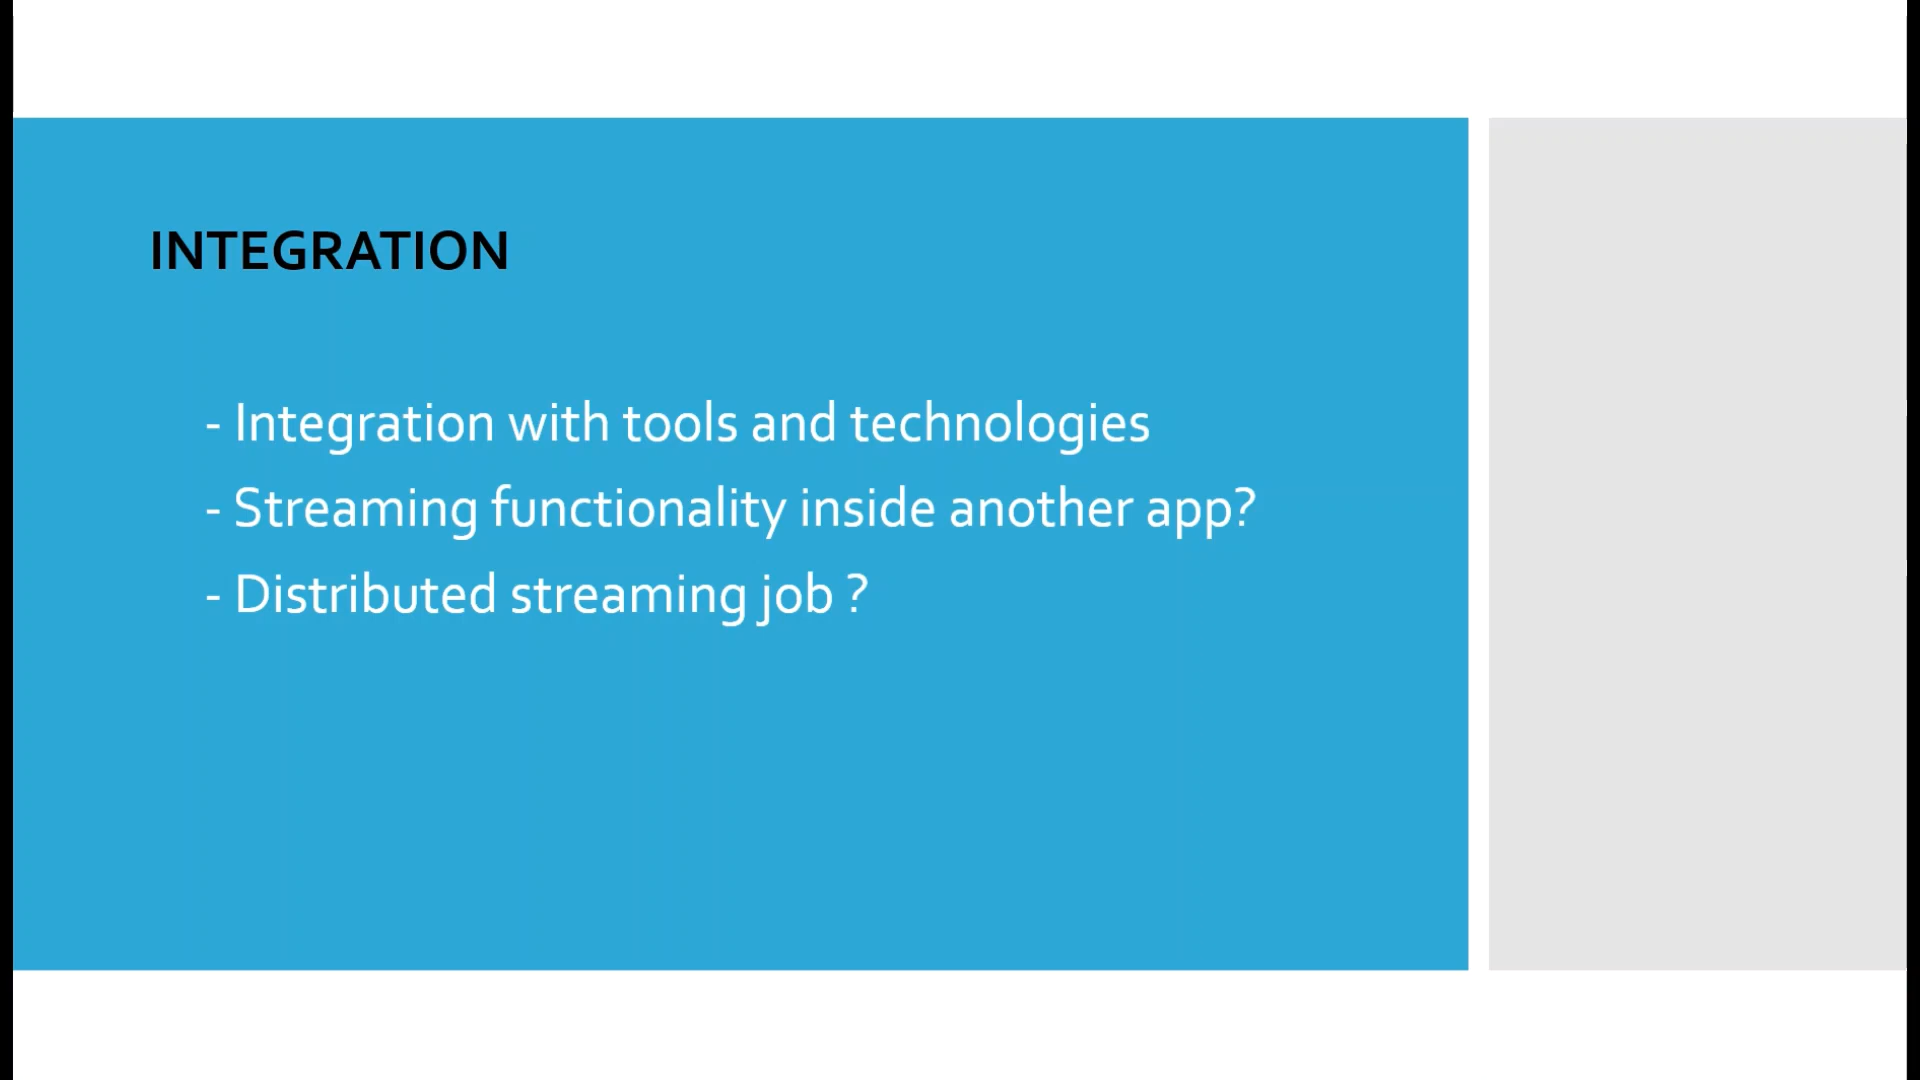 INTEGRATION
- Integration with tools and technologies
- Streaming functionality inside another app?
- Distributed streaming job ?